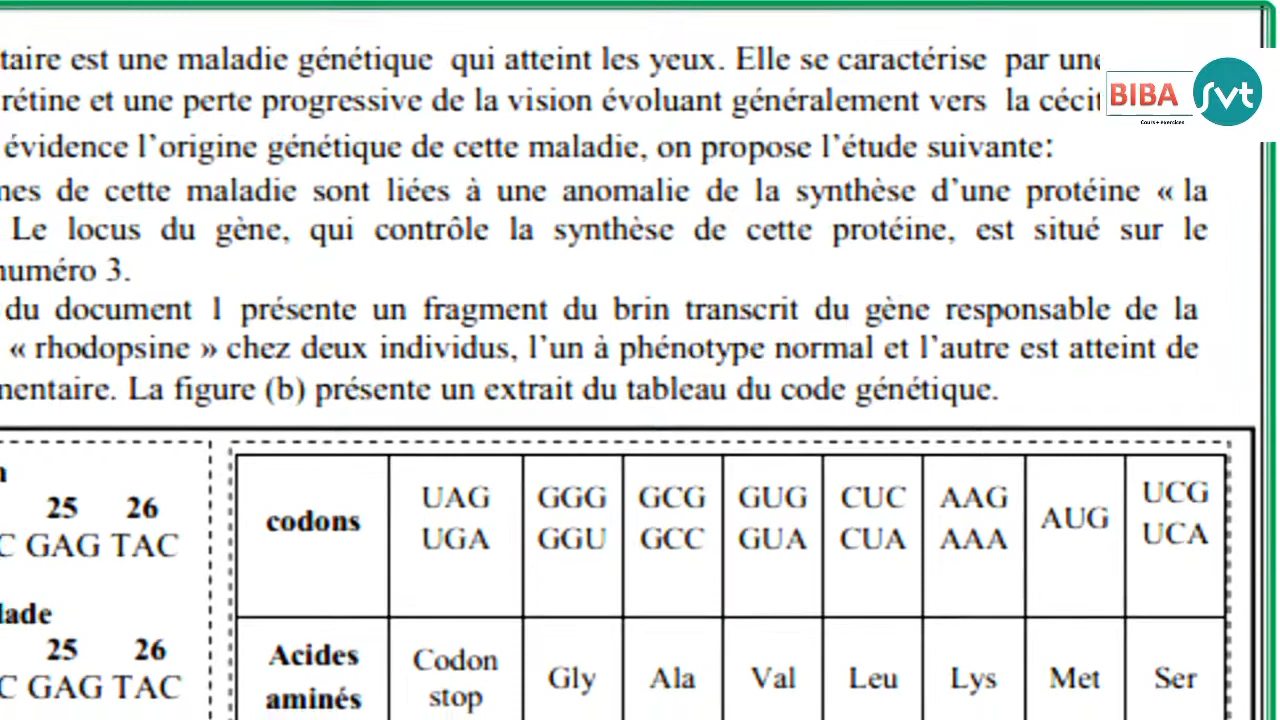 taire est une maladie génétique qui atteint les yeux. Elle se caractérise par une
rétine et une perte progressive de la vision évoluant généralement vers la cécit
évidence l'origine génétique de cette maladie, on propose l'étude suivante:
mes de cette maladie sont liées à une anomalie de la synthèse d'une protéine « la
Le locus du gène, qui contrôle la synthèse de cette protéine, est situé sur le
numéro 3.
du document 1 présente un fragment du brin transcrit du gène responsable de la
« rhodopsine » chez deux individus, l'un à phénotype normal et l'autre est atteint de
mentaire. La figure (b) présente un extrait du tableau du code génétique.
BIBA
Cours + exercices
svt
25 26
C GAG TAC
lade
25 26
C GAG TAC
codons
UAG GGG GCG GUG CUC AAG AUG UCG
UGA GGU GCC GUA CUA AAA UCA
Acides aminés
Codon stop Gly Ala Val Leu Lys Met Ser